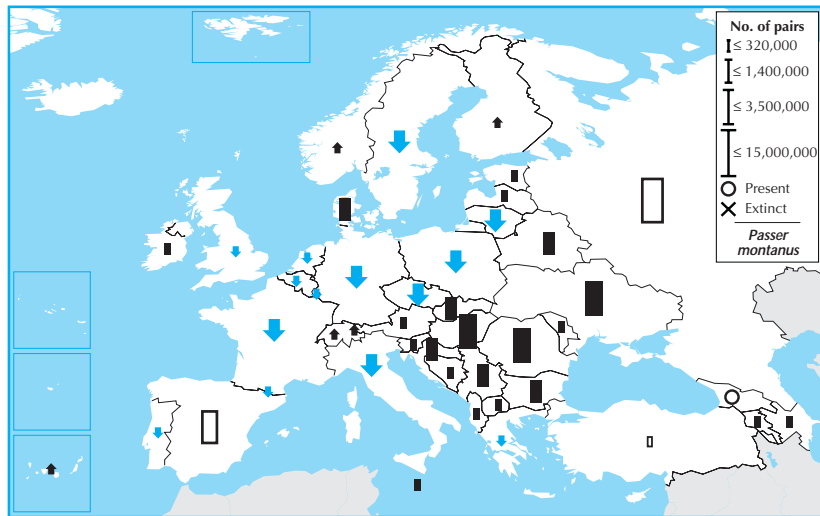 No. of pairs
≤ 320,000
≤ 1,400,000
≤ 3,500,000
≤ 15,000,000
Present
Extinct
Passer
montanus